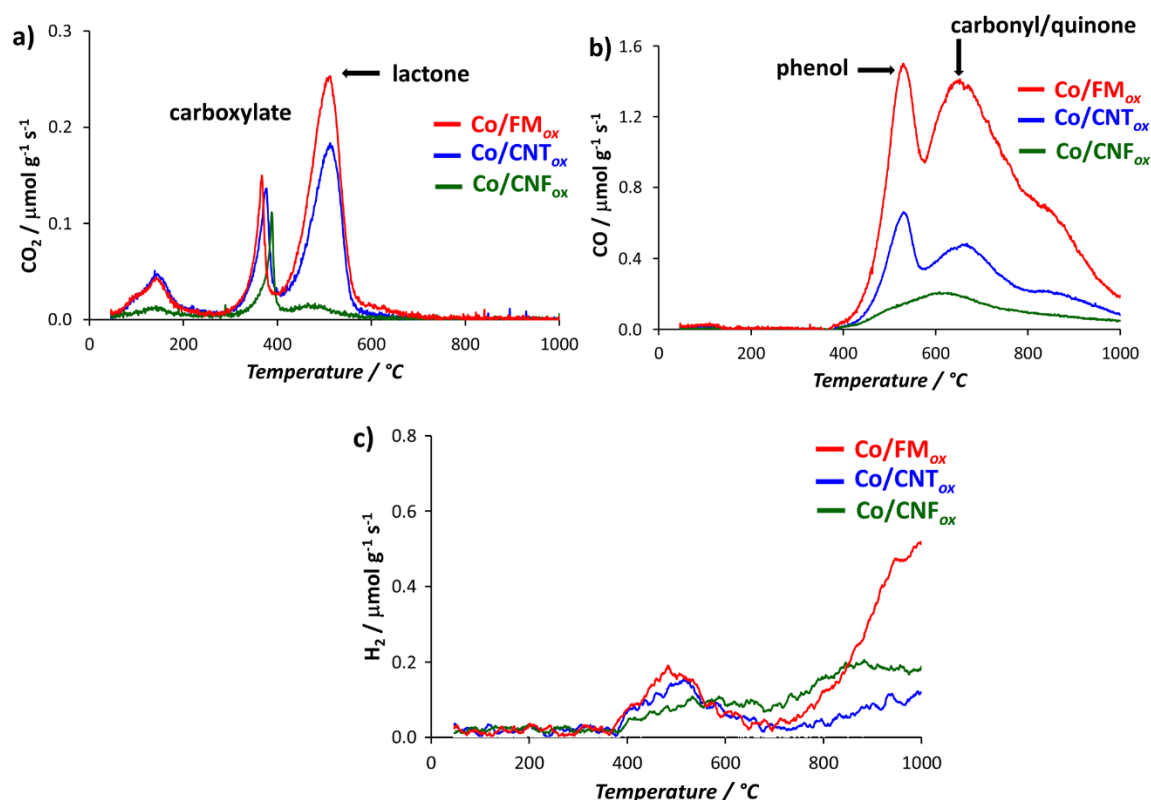 a)
0.3
0.2
0.1
0.0
CO₂ / μmol g⁻¹ s⁻¹
carboxylate
lactone
Co/FMₒₓ
Co/CNTₒₓ
Co/CNFₒₓ
0 200 400 600 800 1000
Temperature / °C
b)
1.6
1.2
0.8
0.4
0.0
CO / μmol g⁻¹ s⁻¹
carbonyl/quinone
phenol
Co/FMₒₓ
Co/CNTₒₓ
Co/CNFₒₓ
0 200 400 600 800 1000
Temperature / °C
c)
0.8
0.6
0.4
0.2
0.0
H₂ / μmol g⁻¹ s⁻¹
Co/FMₒₓ
Co/CNTₒₓ
Co/CNFₒₓ
0 200 400 600 800 1000
Temperature / °C